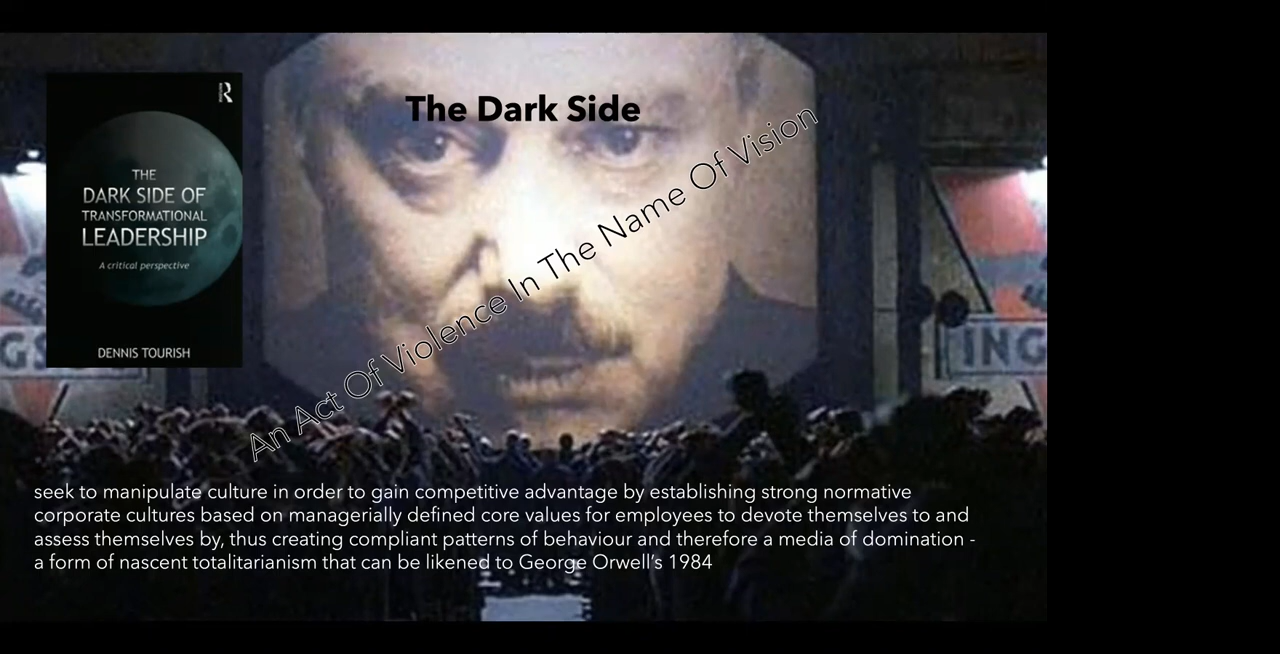 The Dark Side
THE
DARK SIDE OF
TRANSFORMATIONAL
LEADERSHIP
A critical perspective
DENNIS TOURISH
An Act Of Violence In The Name Of Vision
GS
ING
seek to manipulate culture in order to gain competitive advantage by establishing strong normative
corporate cultures based on managerially defined core values for employees to devote themselves to and
assess themselves by, thus creating compliant patterns of behaviour and therefore a media of domination -
a form of nascent totalitarianism that can be likened to George Orwell’s 1984